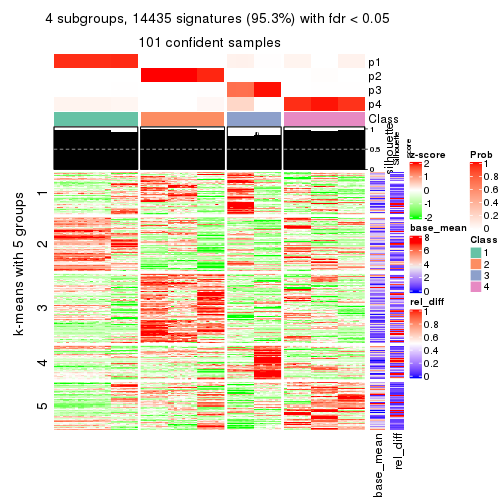 4 subgroups, 14435 signatures (95.3%) with fdr < 0.05
101 confident samples
p1
p2
p3
p4
Class
1
0.5
0
silhouette
Silhouette
score
k-means with 5 groups
1
2
3
4
5
base_mean
rel_diff
z-score
2
1
0
-1
-2
base_mean
8
6
4
2
0
rel_diff
1
0.8
0.6
0.4
0.2
0
Prob
1
0.8
0.6
0.4
0.2
0
Class
1
2
3
4